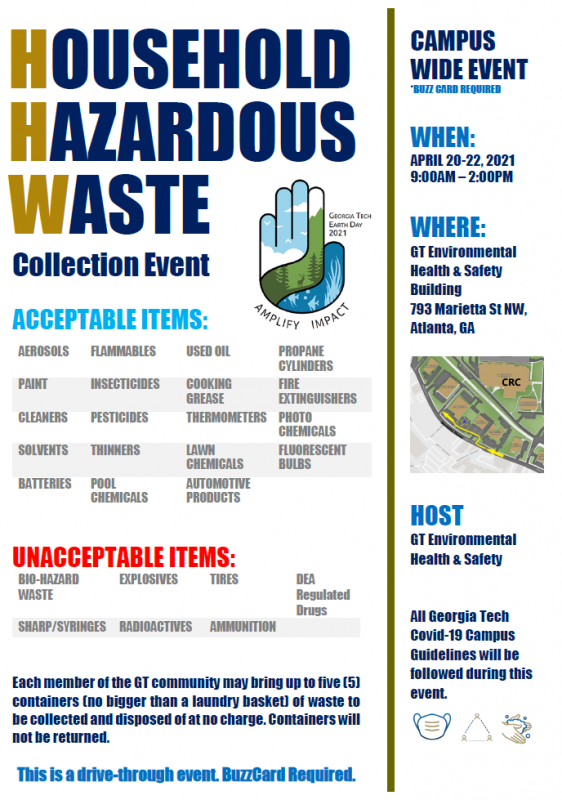 HOUSEHOLD
HAZARDOUS
WASTE
Collection Event
GEORGIA TECH
EARTH DAY
2021
AMPLIFY IMPACT
ACCEPTABLE ITEMS:
AEROSOLS FLAMMABLES USED OIL PROPANE
CYLINDERS
PAINT INSECTICIDES COOKING FIRE
GREASE EXTINGUISHERS
CLEANERS PESTICIDES THERMOMETERS PHOTO
CHEMICALS
SOLVENTS THINNERS LAWN FLUORESCENT
CHEMICALS BULBS
BATTERIES POOL AUTOMOTIVE
CHEMICALS PRODUCTS
UNACCEPTABLE ITEMS:
BIO-HAZARD EXPLOSIVES TIRES DEA
WASTE Regulated
Drugs
SHARP/SYRINGES RADIOACTIVES AMMUNITION
Each member of the GT community may bring up to five (5)
containers (no bigger than a laundry basket) of waste to
be collected and disposed of at no charge. Containers will
not be returned.
This is a drive-through event. BuzzCard Required.
CAMPUS
WIDE EVENT
*BUZZ CARD REQUIRED
WHEN:
APRIL 20-22, 2021
9:00AM – 2:00PM
WHERE:
GT Environmental
Health & Safety
Building
793 Marietta St NW,
Atlanta, GA
CRC
HOST
GT Environmental
Health & Safety
All Georgia Tech
Covid-19 Campus
Guidelines will be
followed during this
event.